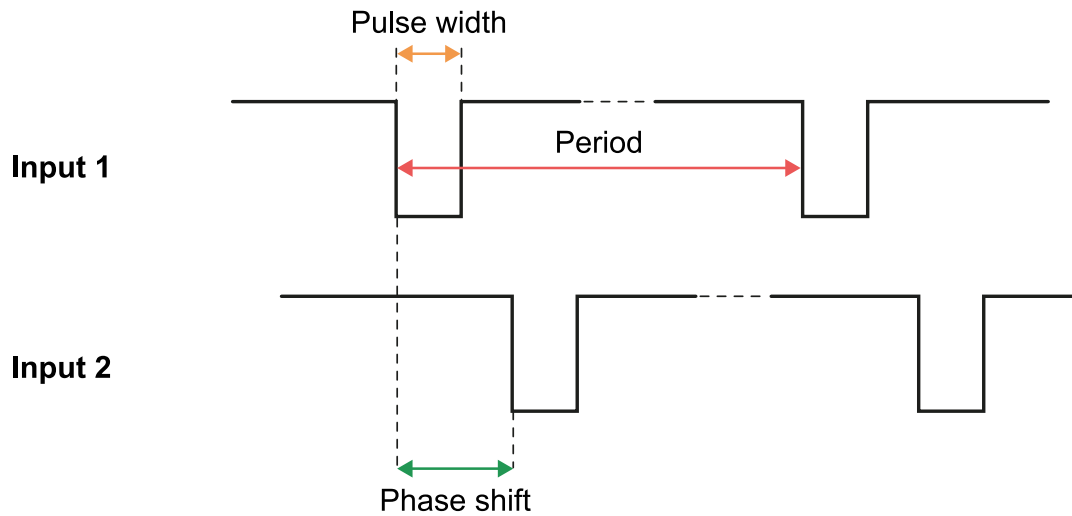 Pulse width
Period
Input 1
Input 2
Phase shift